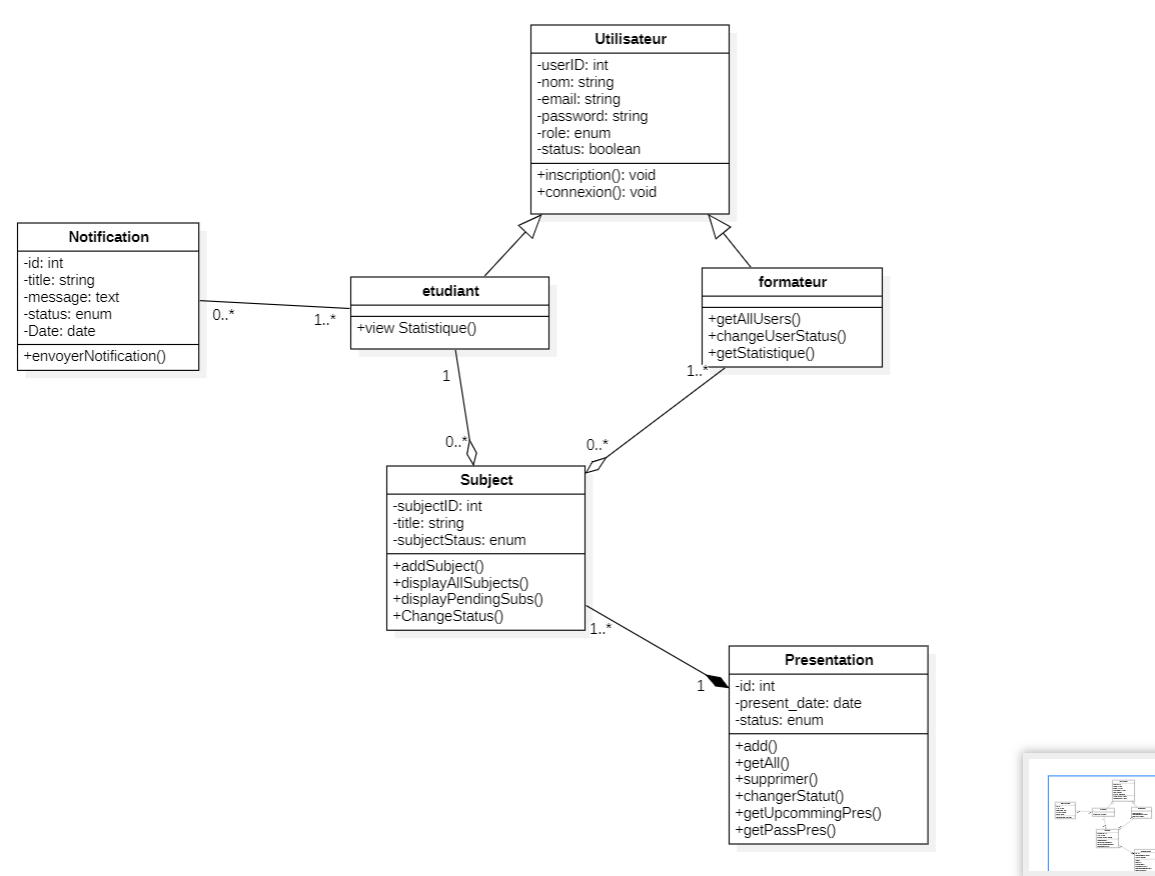 Utilisateur
-userID: int
-nom: string
-email: string
-password: string
-role: enum
-status: boolean
+inscription(): void
+connexion(): void
Notification
-id: int
-title: string
-message: text
-status: enum
-Date: date
+envoyerNotification()
0..*
1..*
etudiant
+view Statistique()
formateur
+getAllUsers()
+changeUserStatus()
+getStatistique()
1
0..*
1..*
0..*
Subject
-subjectID: int
-title: string
-subjectStaus: enum
+addSubject()
+displayAllSubjects()
+displayPendingSubs()
+ChangeStatus()
1..*
1
Presentation
-id: int
-present_date: date
-status: enum
+add()
+getAll()
+supprimer()
+changerStatut()
+getUpcommingPres()
+getPassPres()